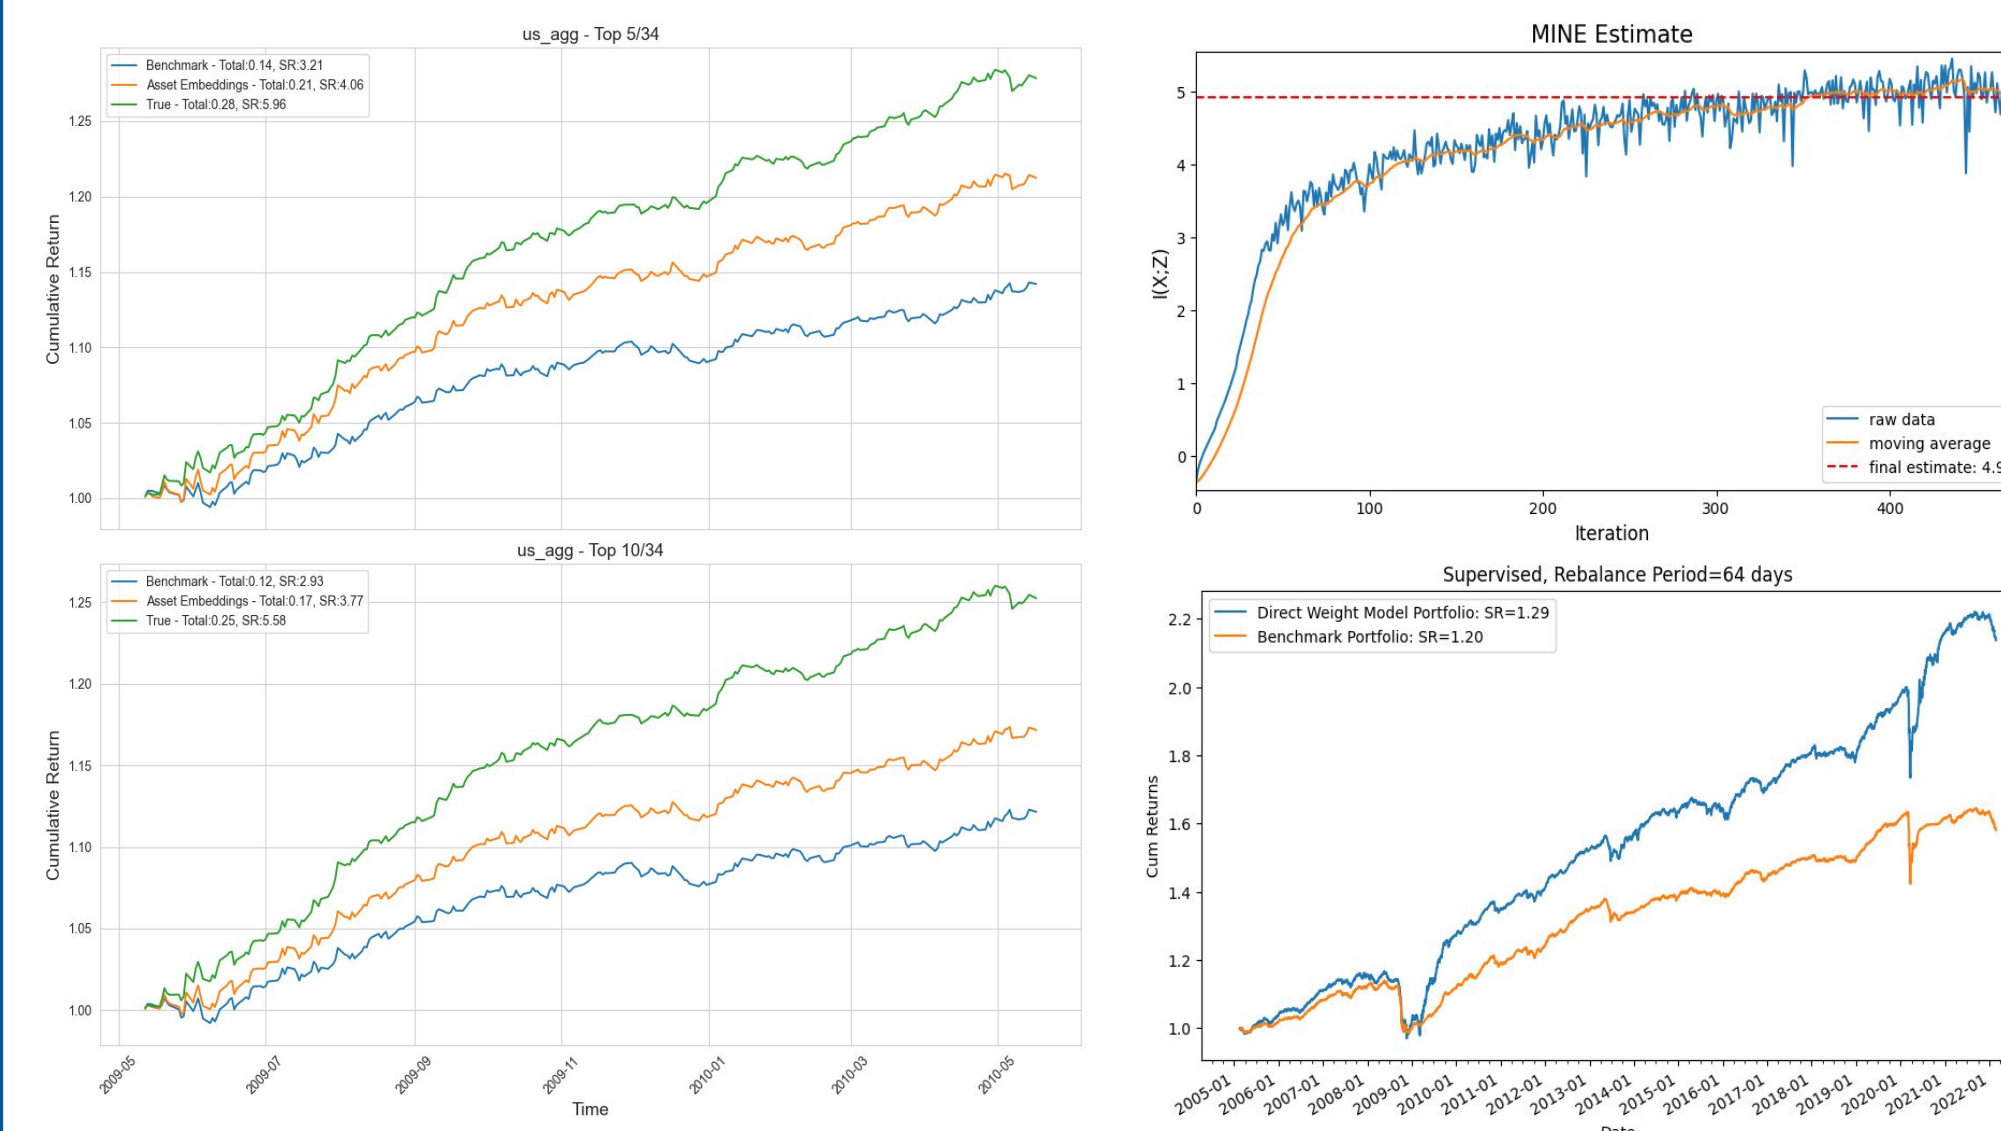 us_agg - Top 5/34
Benchmark - Total:0.14, SR:3.21
Asset Embeddings - Total:0.21, SR:4.06
True - Total:0.28, SR:5.96
1.25
1.20
1.15
1.10
1.05
1.00
Cumulative Return
us_agg - Top 10/34
Benchmark - Total:0.12, SR:2.93
Asset Embeddings - Total:0.17, SR:3.77
True - Total:0.25, SR:5.58
1.25
1.20
1.15
1.10
1.05
1.00
Cumulative Return
2009-05
2009-07
2009-09
2009-11
2010-01
2010-03
2010-05
Time
MINE Estimate
5
4
3
2
1
0
I(X;Z)
raw data
moving average
final estimate: 4.9
0
100
200
300
400
Iteration
Supervised, Rebalance Period=64 days
Direct Weight Model Portfolio: SR=1.29
Benchmark Portfolio: SR=1.20
2.2
2.0
1.8
1.6
1.4
1.2
1.0
Cum Returns
2005-01
2006-01
2007-01
2008-01
2009-01
2010-01
2011-01
2012-01
2013-01
2014-01
2015-01
2016-01
2017-01
2018-01
2019-01
2020-01
2021-01
2022-01